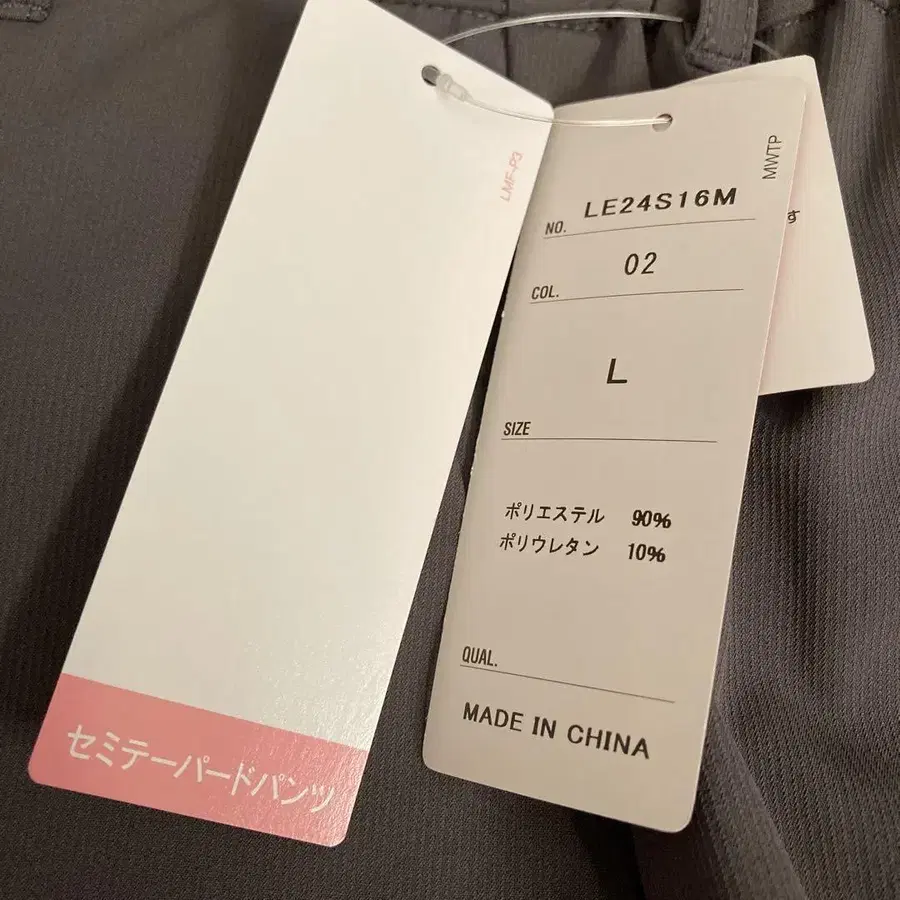 LMF-P3
セミテーパードパンツ
MWTP
NO. LE24S16M
COL. 02
SIZE L
ポリエステル 90%
ポリウレタン 10%
QUAL.
MADE IN CHINA
す